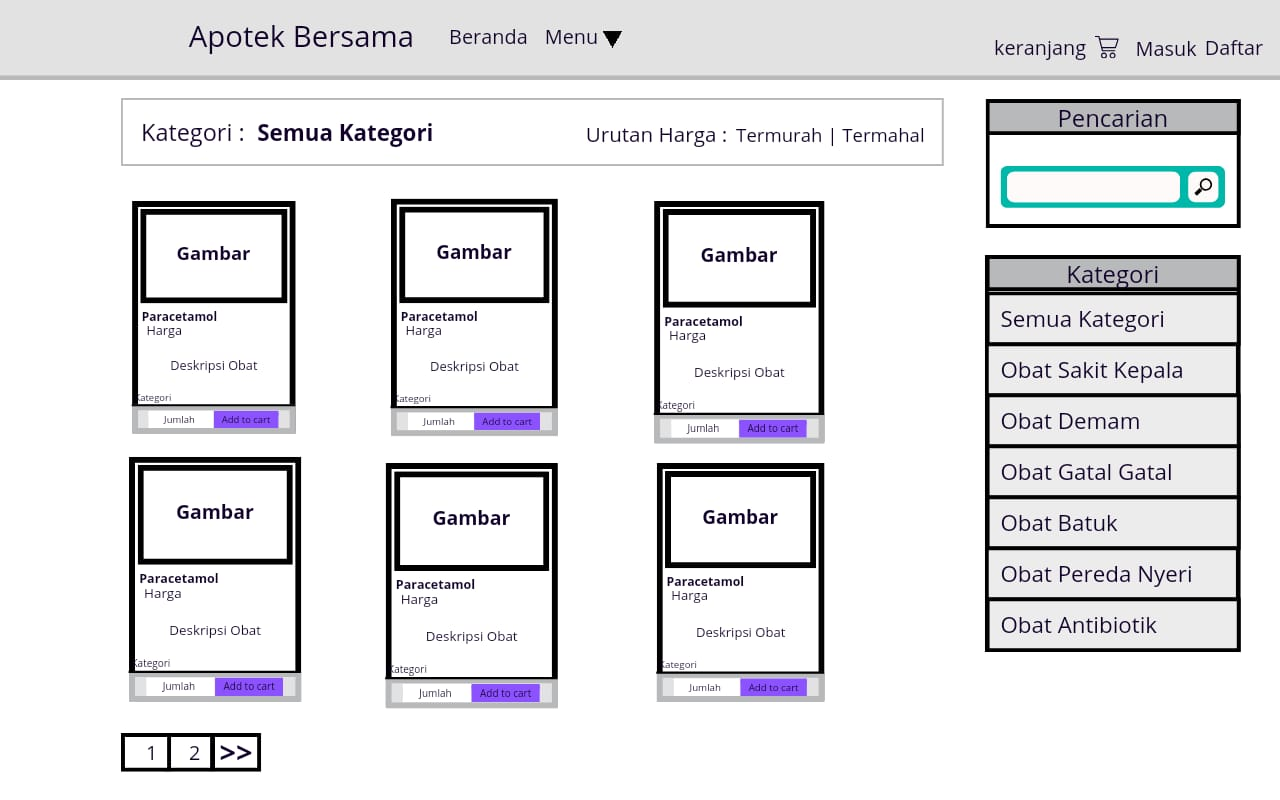 Apotek Bersama Beranda Menu
keranjang Masuk Daftar
Kategori : Semua Kategori Urutan Harga : Termurah | Termahal
Gambar
Paracetamol
Harga
Deskripsi Obat
Kategori
Jumlah Add to cart
Gambar
Paracetamol
Harga
Deskripsi Obat
Kategori
Jumlah Add to cart
Gambar
Paracetamol
Harga
Deskripsi Obat
Kategori
Jumlah Add to cart
Gambar
Paracetamol
Harga
Deskripsi Obat
Kategori
Jumlah Add to cart
Gambar
Paracetamol
Harga
Deskripsi Obat
Kategori
Jumlah Add to cart
Gambar
Paracetamol
Harga
Deskripsi Obat
Kategori
Jumlah Add to cart
1 2 >>
Pencarian
Kategori
Semua Kategori
Obat Sakit Kepala
Obat Demam
Obat Gatal Gatal
Obat Batuk
Obat Pereda Nyeri
Obat Antibiotik